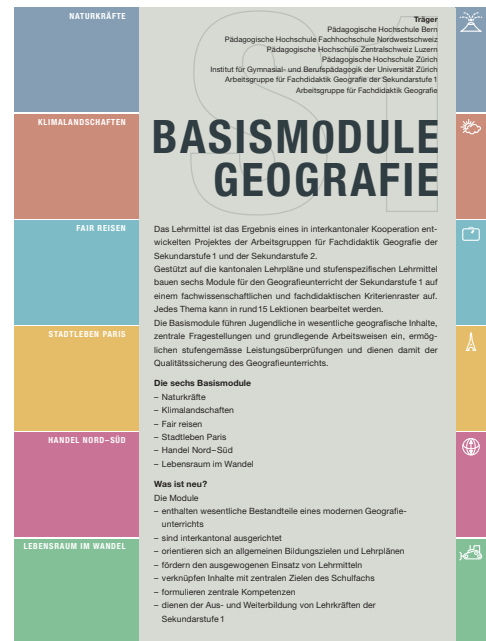 NATURKRÄFTE
KLIMALANDSCHAFTEN
FAIR REISEN
STADTLEBEN PARIS
HANDEL NORD–SÜD
LEBENSRAUM IM WANDEL
S1
Träger
Pädagogische Hochschule Bern
Pädagogische Hochschule Fachhochschule Nordwestschweiz
Pädagogische Hochschule Zentralschweiz Luzern
Pädagogische Hochschule Zürich
Institut für Gymnasial- und Berufspädagogik der Universität Zürich
Arbeitsgruppe für Fachdidaktik Geografie der Sekundarstufe 1
Arbeitsgruppe für Fachdidaktik Geografie
BASISMODULE
GEOGRAFIE
Das Lehrmittel ist das Ergebnis eines in interkantonaler Kooperation ent-
wickelten Projektes der Arbeitsgruppen für Fachdidaktik Geografie der
Sekundarstufe 1 und der Sekundarstufe 2.
Gestützt auf die kantonalen Lehrpläne und stufenspezifischen Lehrmittel
bauen sechs Module für den Geografieunterricht der Sekundarstufe 1 auf
einem fachwissenschaftlichen und fachdidaktischen Kriterienraster auf.
Jedes Thema kann in rund 15 Lektionen bearbeitet werden.
Die Basismodule führen Jugendliche in wesentliche geografische Inhalte,
zentrale Fragestellungen und grundlegende Arbeitsweisen ein, ermög-
lichen stufengemässe Leistungsüberprüfungen und dienen damit der
Qualitätssicherung des Geografieunterrichts.
Die sechs Basismodule
– Naturkräfte
– Klimalandschaften
– Fair reisen
– Stadtleben Paris
– Handel Nord–Süd
– Lebensraum im Wandel
Was ist neu?
Die Module
– enthalten wesentliche Bestandteile eines modernen Geografie-
unterrichts
– sind interkantonal ausgerichtet
– orientieren sich an allgemeinen Bildungszielen und Lehrplänen
– fördern den ausgewogenen Einsatz von Lehrmitteln
– verknüpfen Inhalte mit zentralen Zielen des Schulfachs
– formulieren zentrale Kompetenzen
– dienen der Aus- und Weiterbildung von Lehrkräften der
Sekundarstufe 1